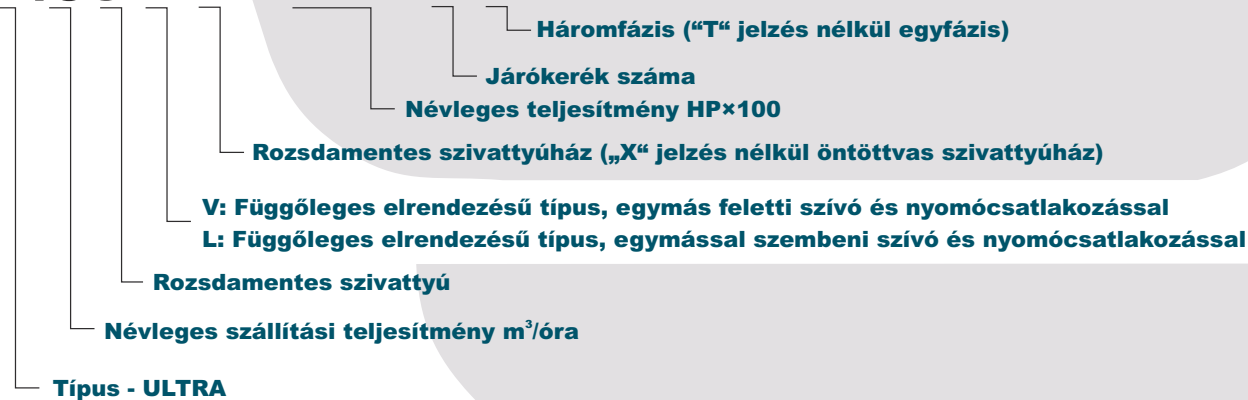 Háromfázis (“T“ jelzés nélkül egyfázis)
Járókerék száma
Névleges teljesítmény HP×100
Rozsdamentes szivattyúház („X“ jelzés nélkül öntöttvas szivattyúház)
V: Függőleges elrendezésű típus, egymás feletti szívó és nyomócsatlakozással
L: Függőleges elrendezésű típus, egymással szembeni szívó és nyomócsatlakozással
Rozsdamentes szivattyú
Névleges szállítási teljesítmény m³/óra
Típus - ULTRA